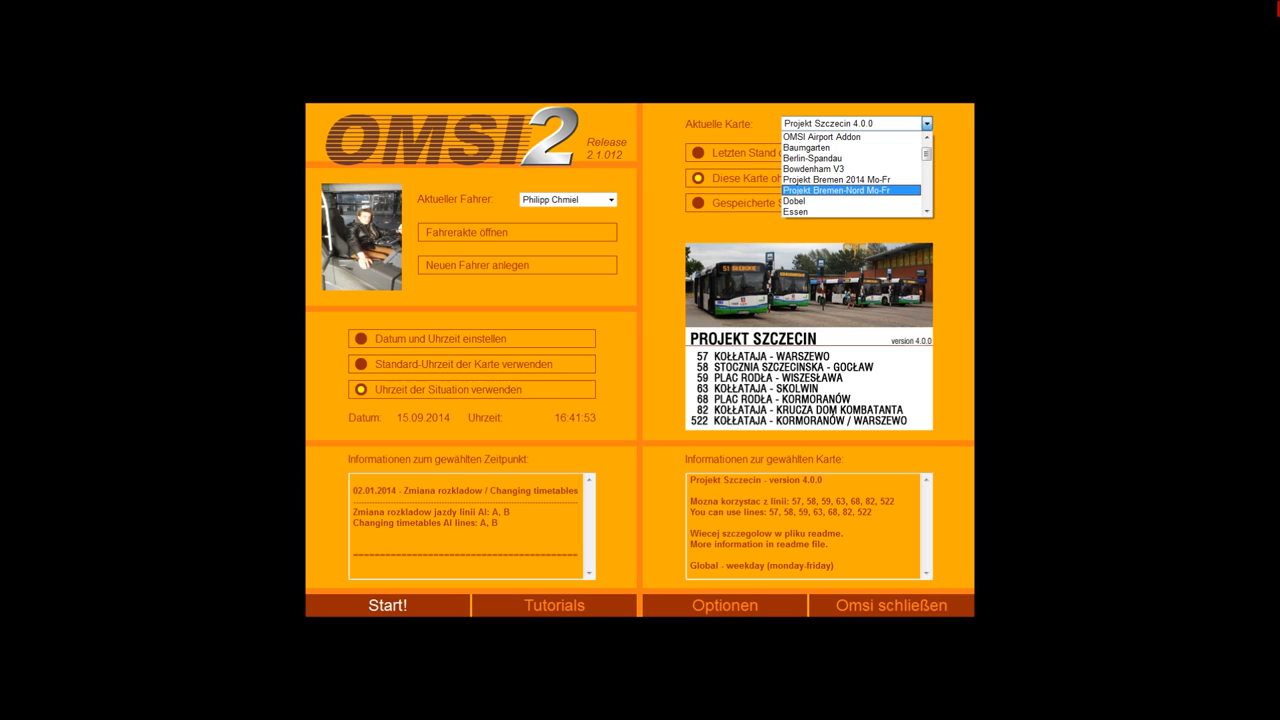 OMSI 2
Release
2.1.012
Aktueller Fahrer:
Philipp Chmiel
Fahrerakte öffnen
Neuen Fahrer anlegen
Datum und Uhrzeit einstellen
Standard-Uhrzeit der Karte verwenden
Uhrzeit der Situation verwenden
Datum: 15.09.2014 Uhrzeit: 16:41:53
Informationen zum gewählten Zeitpunkt:
02.01.2014 - Zmiana rozkladow / Changing timetables
Zmiana rozkladow jazdy linii AI: A, B
Changing timetables AI lines: A, B
Aktuelle Karte: Projekt Szczecin 4.0.0
OMSI Airport Addon
Baumgarten
Berlin-Spandau
Bowdenham V3
Projekt Bremen 2014 Mo-Fr
Projekt Bremen-Nord Mo-Fr
Dobel
Essen
Letzten Stand
Diese Karte
Gespeicherte
PROJEKT SZCZECIN version 4.0.0
57 KOŁŁATAJA - WARSZEWO
58 STOCZNIA SZCZECINSKA - GOCŁAW
59 PLAC RODŁA - WISZESŁAWA
63 KOŁŁATAJA - SKOLWIN
68 PLAC RODŁA - KORMORANÓW
82 KOŁŁATAJA - KRUCZA DOM KOMBATANTA
522 KOŁŁATAJA - KORMORANÓW / WARSZEWO
Informationen zur gewählten Karte:
Projekt Szczecin - version 4.0.0
Mozna korzystac z linii: 57, 58, 59, 63, 68, 82, 522
You can use lines: 57, 58, 59, 63, 68, 82, 522
Wiecej szczegolow w pliku readme.
More information in readme file.
Global - weekday (monday-friday)
Start! Tutorials Optionen Omsi schließen